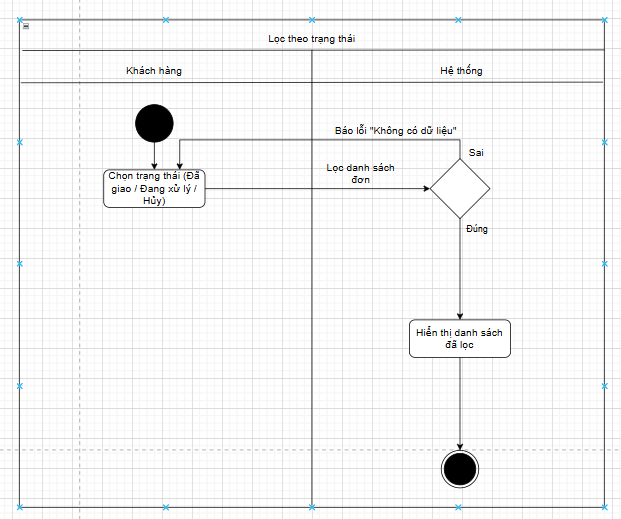 Lọc theo trạng thái
Khách hàng
Hệ thống
Báo lỗi "Không có dữ liệu"
Sai
Lọc danh sách
đơn
Chọn trạng thái (Đã
giao / Đang xử lý /
Hủy)
Đúng
Hiển thị danh sách
đã lọc